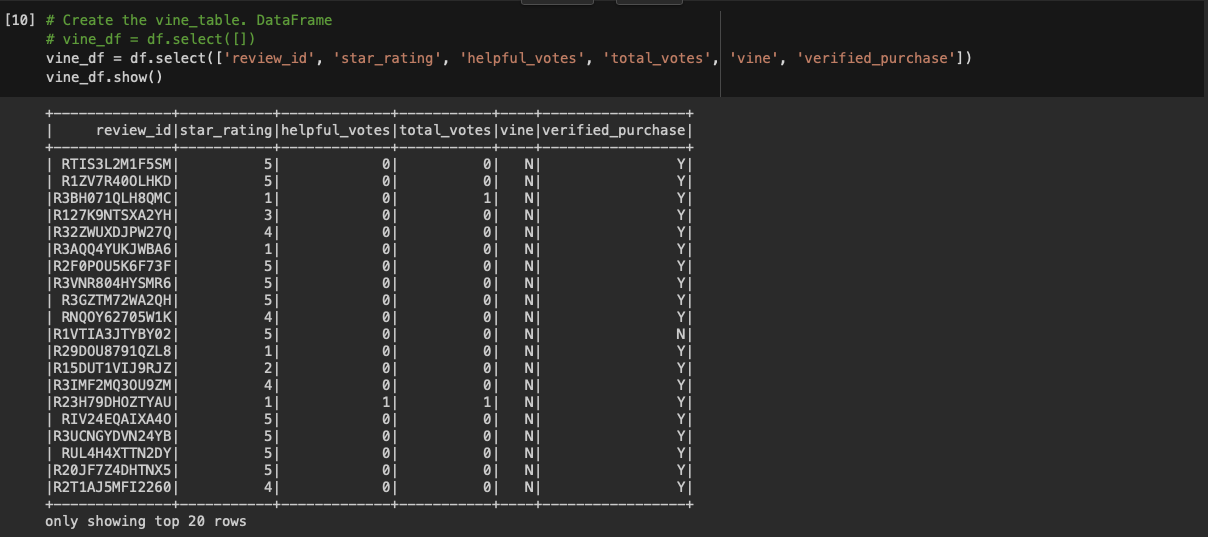 [10] # Create the vine_table. DataFrame
# vine_df = df.select([])
vine_df = df.select(['review_id', 'star_rating', 'helpful_votes', 'total_votes', 'vine', 'verified_purchase'])
vine_df.show()
+--------------+-----------+-------------+-----------+----+-----------------+
|     review_id|star_rating|helpful_votes|total_votes|vine|verified_purchase|
+--------------+-----------+-------------+-----------+----+-----------------+
| RTIS3L2M1F5SM|          5|            0|          0|   N|                Y|
| R1ZV7R40OLHKD|          5|            0|          0|   N|                Y|
|R3BH071QLH8QMC|          1|            0|          1|   N|                Y|
|R127K9NTSXA2YH|          3|            0|          0|   N|                Y|
|R32ZWUXDJPW27Q|          4|            0|          0|   N|                Y|
|R3AQQ4YUKJWBA6|          1|            0|          0|   N|                Y|
|R2F0POU5K6F73F|          5|            0|          0|   N|                Y|
|R3VNR804HYSMR6|          5|            0|          0|   N|                Y|
| R3GZTM72WA2QH|          5|            0|          0|   N|                Y|
| RNQOY62705W1K|          4|            0|          0|   N|                Y|
|R1VTIA3JTYBY02|          5|            0|          0|   N|                N|
|R29DOU8791QZL8|          1|            0|          0|   N|                Y|
|R15DUT1VIJ9RJZ|          2|            0|          0|   N|                Y|
|R3IMF2MQ3OU9ZM|          4|            0|          0|   N|                Y|
|R23H79DHOZTYAU|          1|            1|          1|   N|                Y|
| RIV24EQAIXA4O|          5|            0|          0|   N|                Y|
|R3UCNGYDVN24YB|          5|            0|          0|   N|                Y|
| RUL4H4XTTN2DY|          5|            0|          0|   N|                Y|
|R20JF7Z4DHTNX5|          5|            0|          0|   N|                Y|
|R2T1AJ5MFI2260|          4|            0|          0|   N|                Y|
+--------------+-----------+-------------+-----------+----+-----------------+
only showing top 20 rows